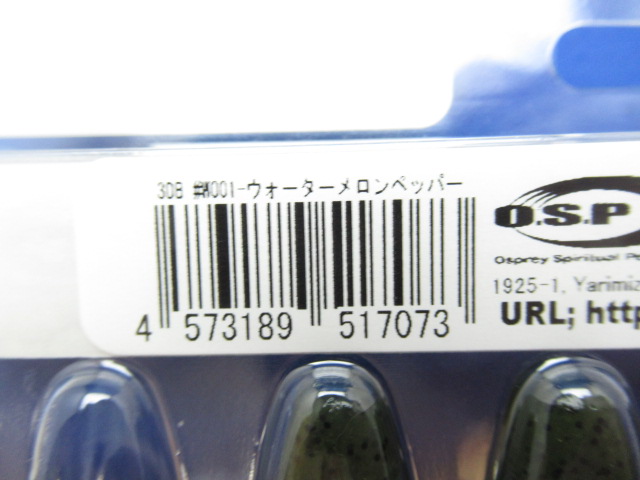 3DB #W001-ウォーターメロンペッパー
4 573189 517073
O.S.P
Osprey Spiritual
1925-1, Yarimiz
URL; http